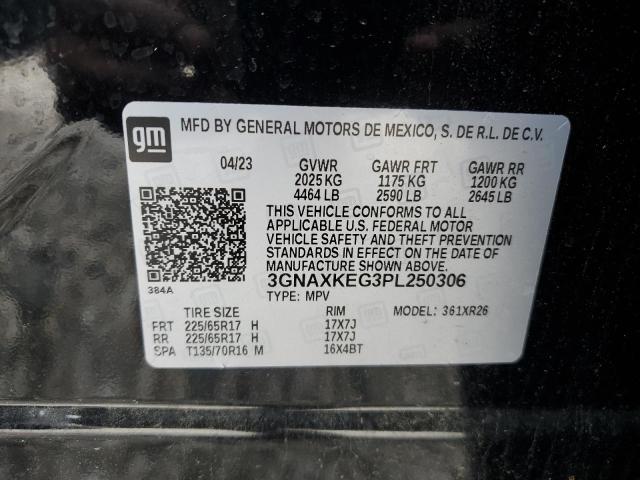 gm
MFD BY GENERAL MOTORS DE MEXICO, S. DE R.L. DE C.V.
04/23 GVWR GAWR FRT GAWR RR
2025 KG 1175 KG 1200 KG
4464 LB 2590 LB 2645 LB
THIS VEHICLE CONFORMS TO ALL
APPLICABLE U.S. FEDERAL MOTOR
VEHICLE SAFETY AND THEFT PREVENTION
STANDARDS IN EFFECT ON THE DATE
OF MANUFACTURE SHOWN ABOVE.
384A 3GNAXKEG3PL250306
TYPE: MPV MODEL: 361XR26
TIRE SIZE RIM
FRT 225/65R17 H 17X7J
RR 225/65R17 H 17X7J
SPA T135/70R16 M 16X4BT